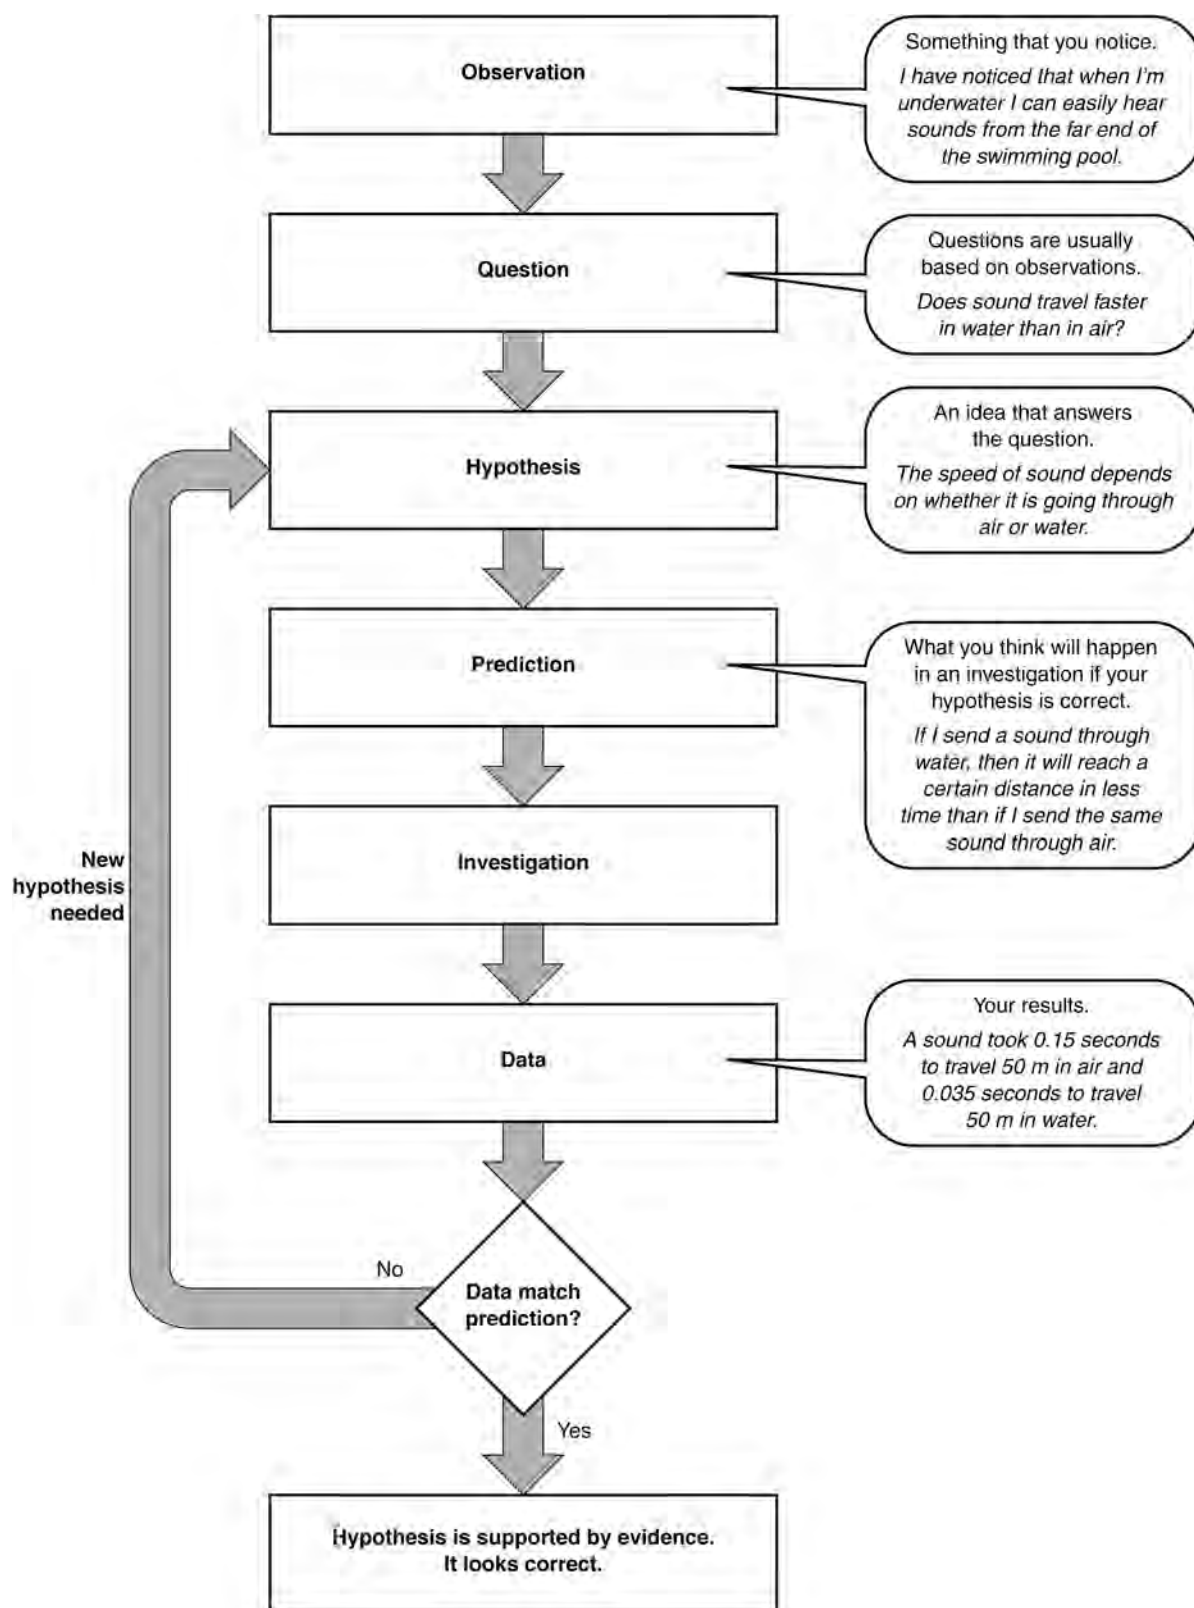 Observation
Something that you notice.
I have noticed that when I'm
underwater I can easily hear
sounds from the far end of
the swimming pool.
Question
Questions are usually
based on observations.
Does sound travel faster
in water than in air?
Hypothesis
An idea that answers
the question.
The speed of sound depends
on whether it is going through
air or water.
Prediction
What you think will happen
in an investigation if your
hypothesis is correct.
If I send a sound through
water, then it will reach a
certain distance in less
time than if I send the same
sound through air.
Investigation
New
hypothesis
needed
Data
Your results.
A sound took 0.15 seconds
to travel 50 m in air and
0.035 seconds to travel
50 m in water.
No
Data match
prediction?
Yes
Hypothesis is supported by evidence.
It looks correct.